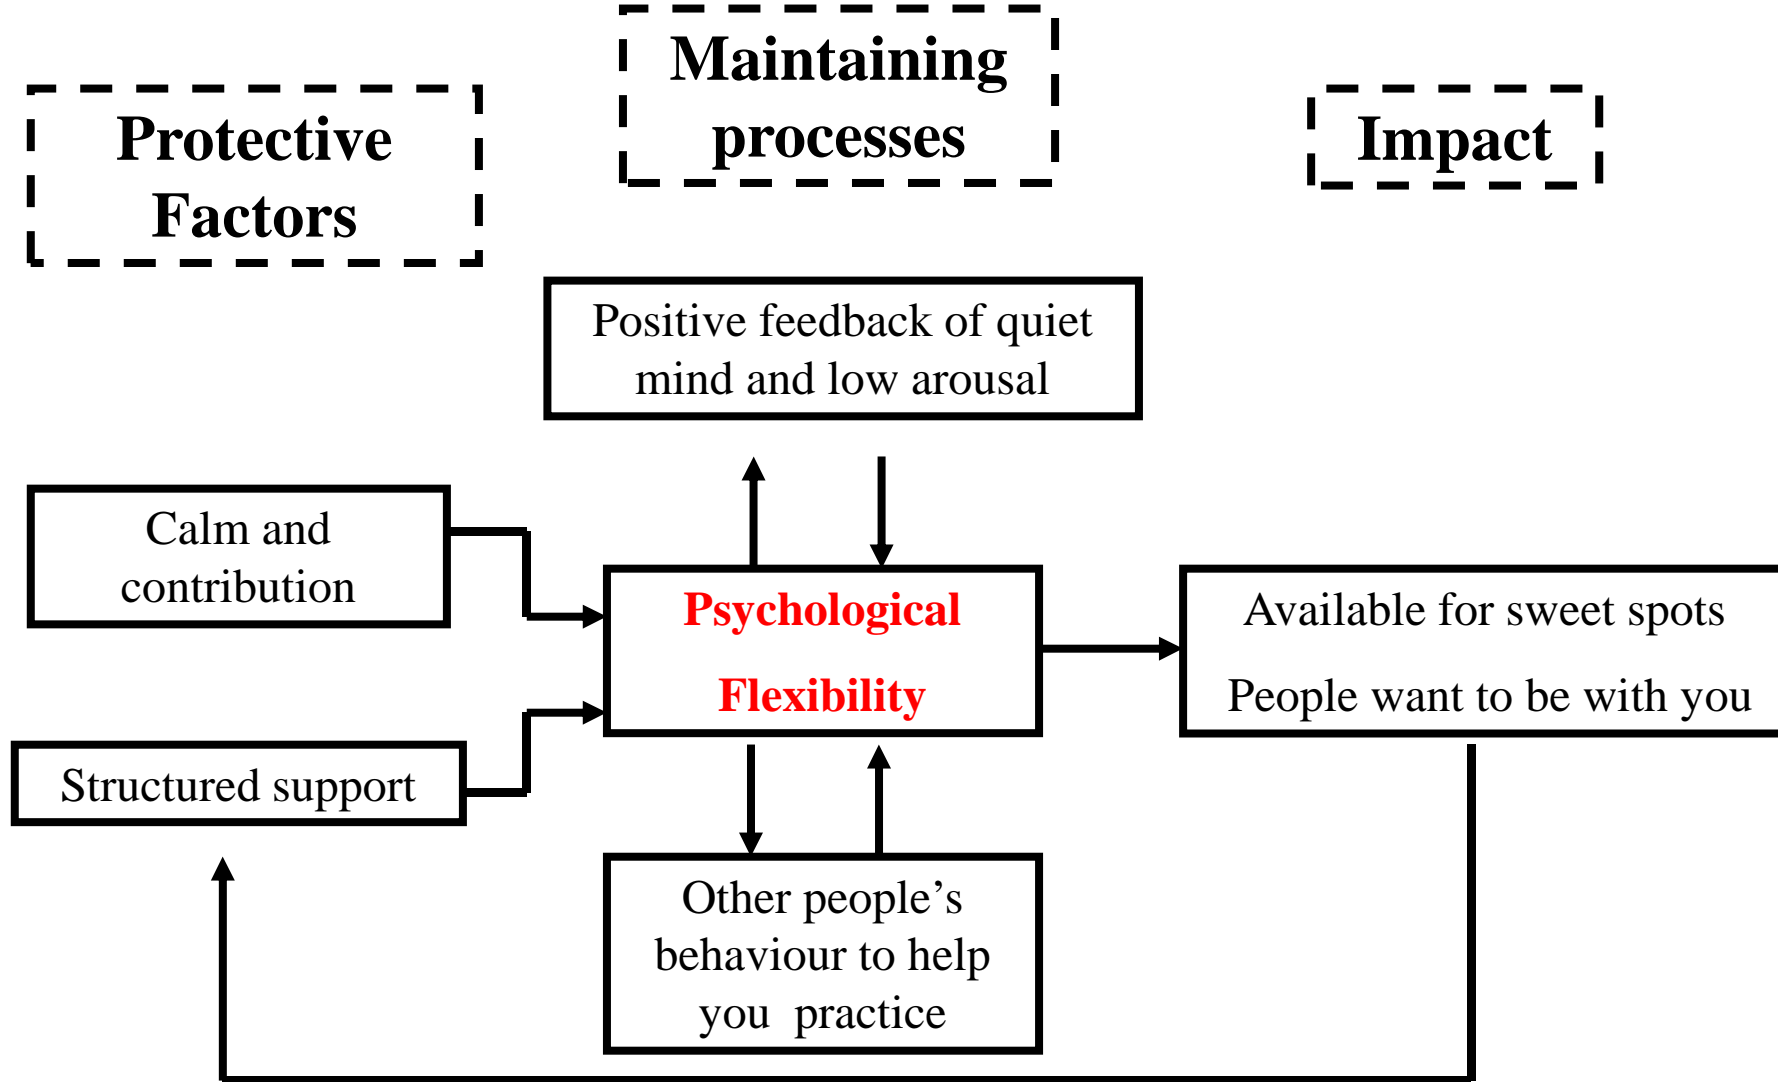 Protective
Factors
Maintaining
processes
Impact
Positive feedback of quiet
mind and low arousal
Calm and
contribution
Structured support
Psychological
Flexibility
Available for sweet spots
People want to be with you
Other people’s
behaviour to help
you  practice